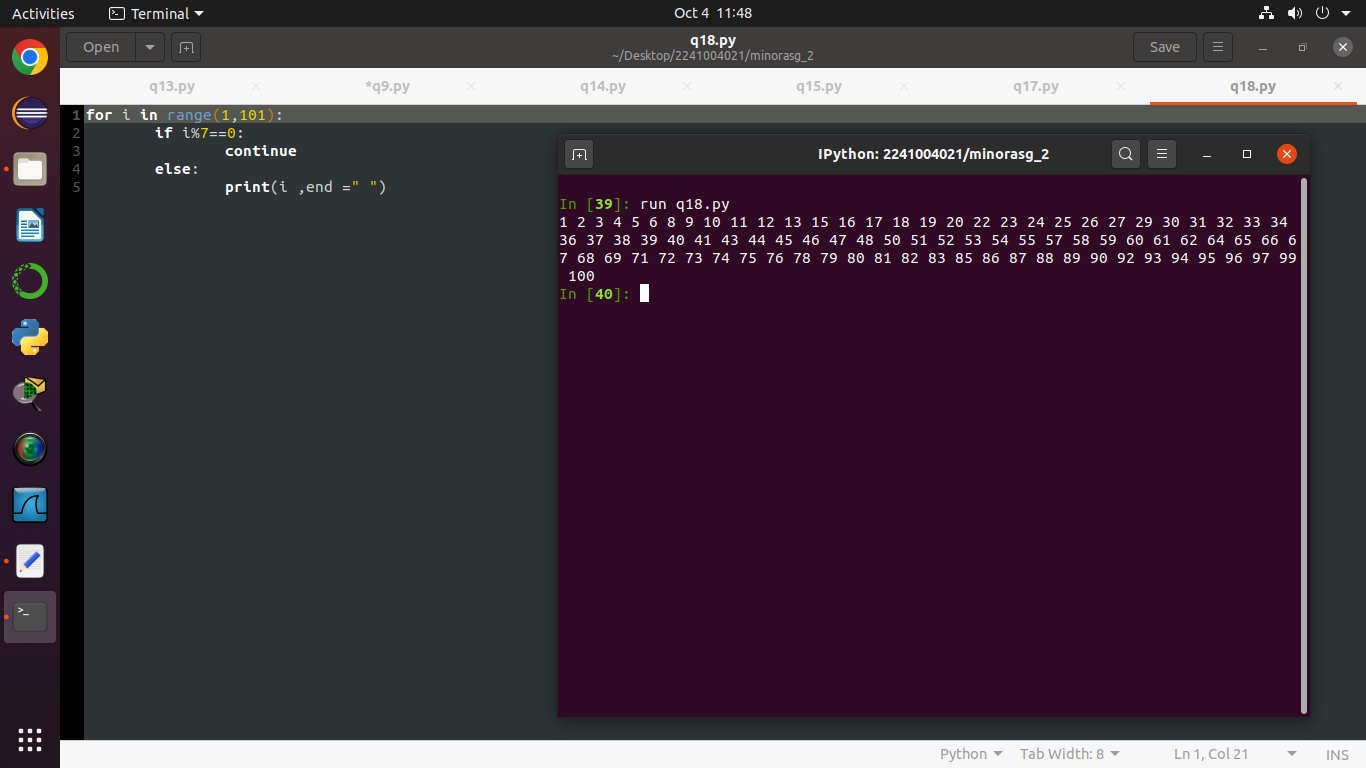 Activities Terminal Oct 4 11:48
Open q18.py Save
~/Desktop/2241004021/minorasg_2
q13.py *q9.py q14.py q15.py q17.py q18.py
1 for i in range(1,101):
2 if i%7==0:
3 continue
4 else:
5 print(i ,end =" ")
IPython: 2241004021/minorasg_2
In [39]: run q18.py
1 2 3 4 5 6 8 9 10 11 12 13 15 16 17 18 19 20 22 23 24 25 26 27 29 30 31 32 33 34
36 37 38 39 40 41 43 44 45 46 47 48 50 51 52 53 54 55 57 58 59 60 61 62 64 65 66 6
7 68 69 71 72 73 74 75 76 78 79 80 81 82 83 85 86 87 88 89 90 92 93 94 95 96 97 99
100
In [40]:
>_
Python Tab Width: 8 Ln 1, Col 21 INS